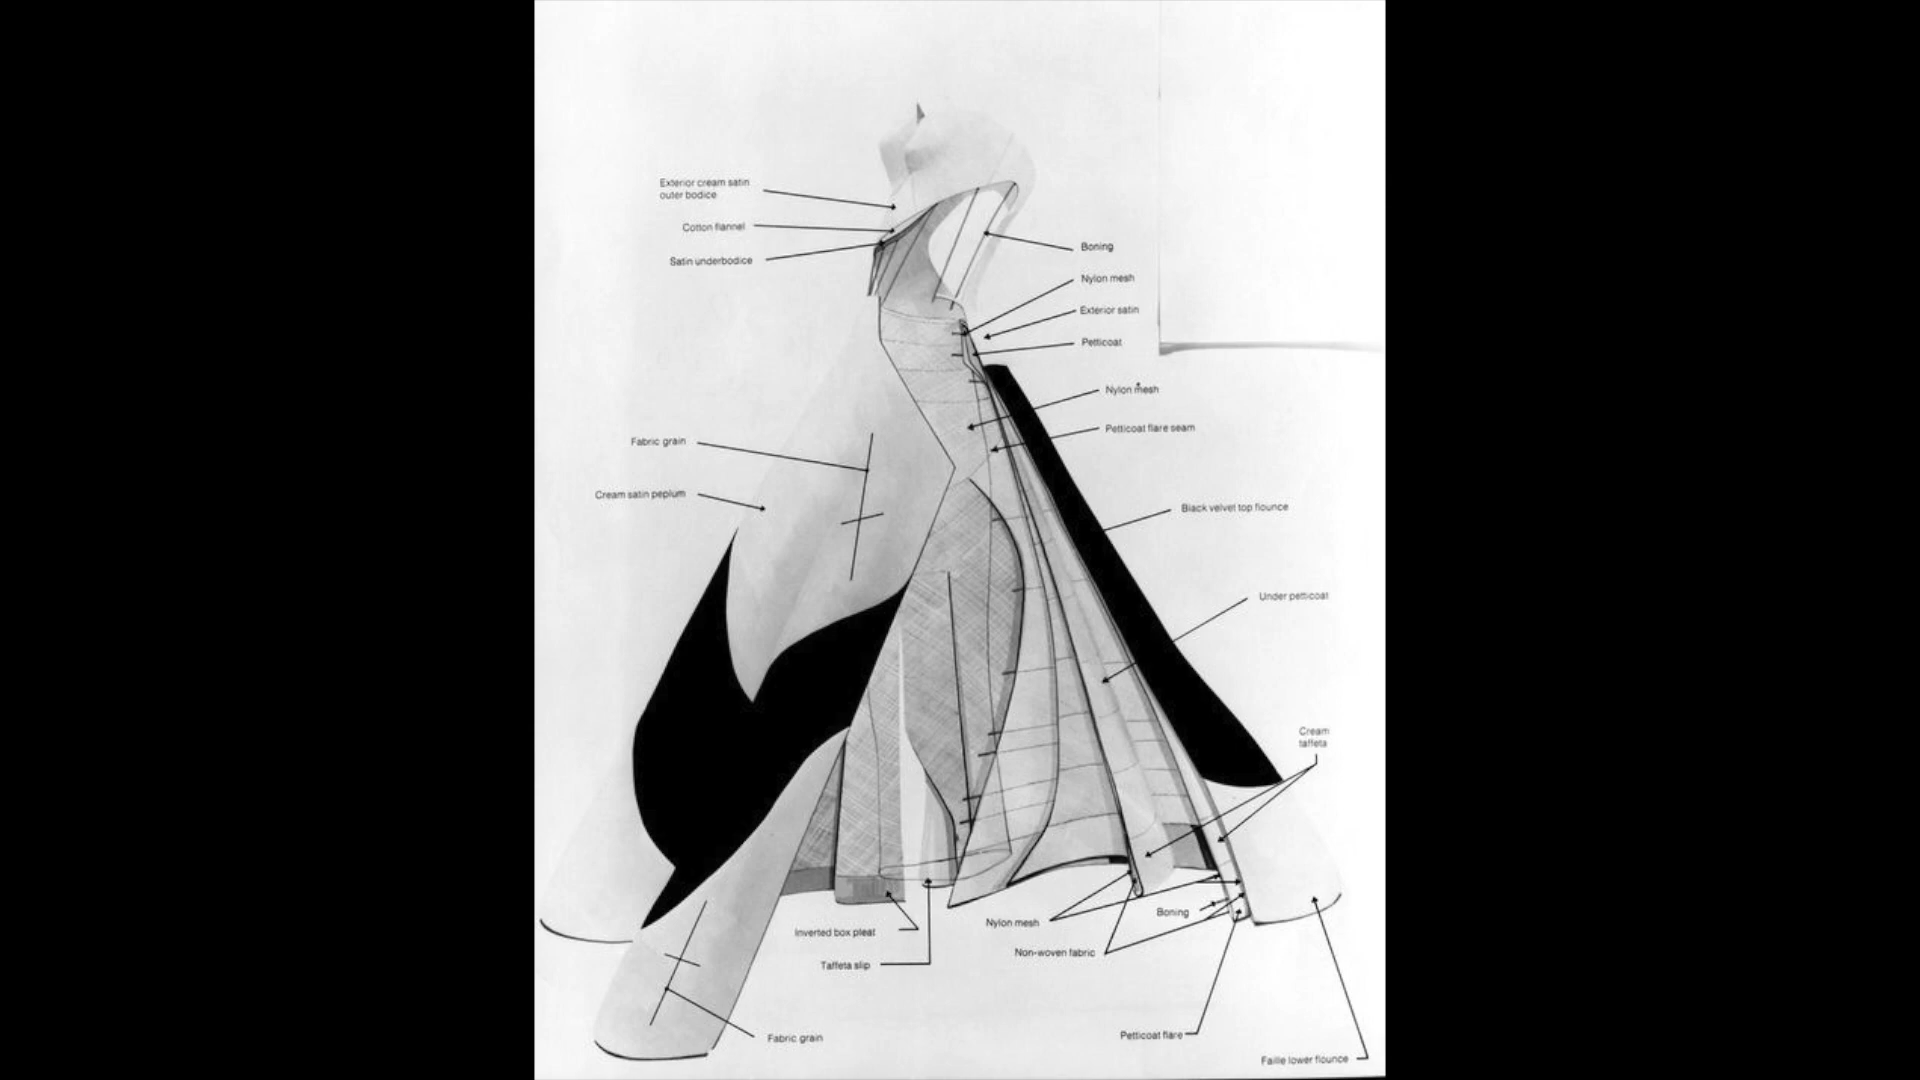 Exterior cream satin
outer bodice
Cotton flannel
Satin underbodice
Boning
Nylon mesh
Exterior satin
Petticoat
Nylon mesh
Petticoat flare seam
Fabric grain
Cream satin peplum
Black velvet top flounce
Under petticoat
Cream
taffeta
Nylon mesh
Boning
Inverted box pleat
Non-woven fabric
Taffeta slip
Fabric grain
Petticoat flare
Faille lower flounce